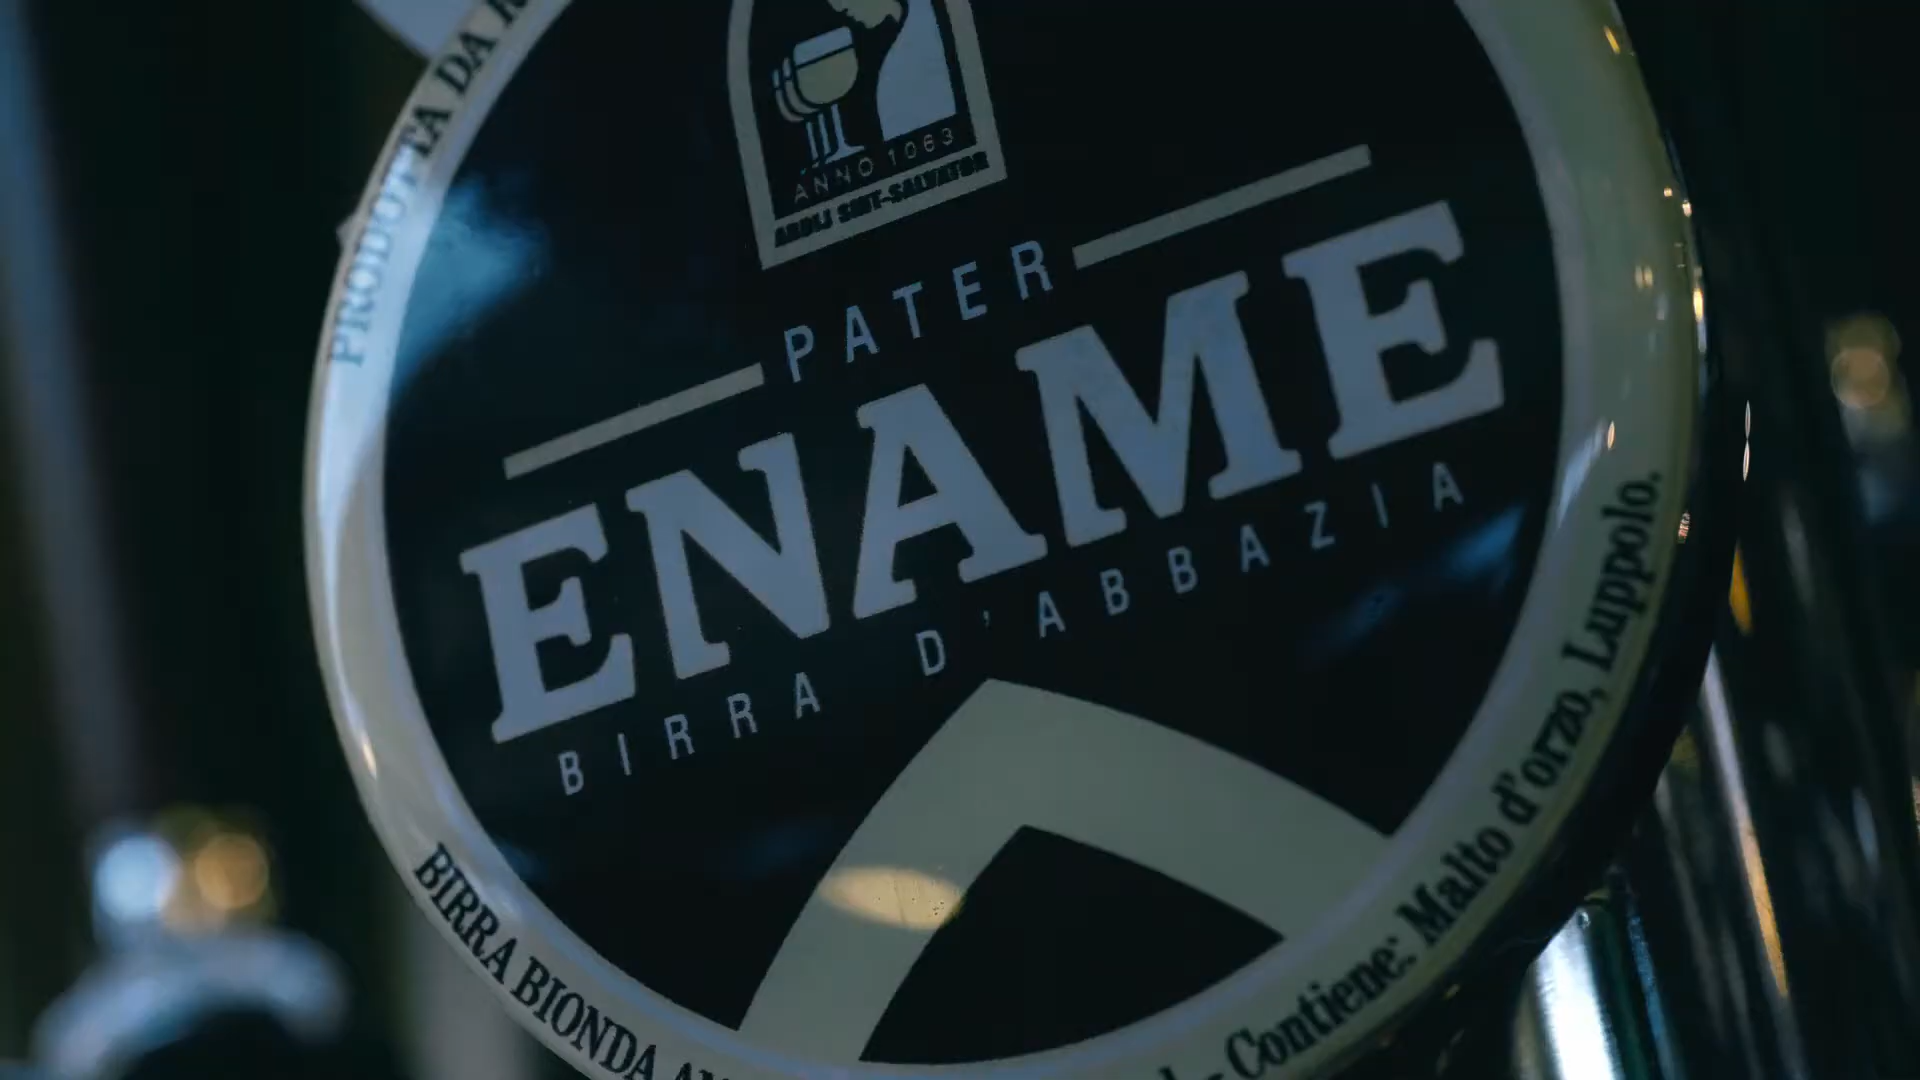 PRODOTTA DA
ANNO 1063
PATER
ENAME
BIRRA D'ABBAZIA
BIRRA BIONDA
Contiene: Malto d'orzo, Luppolo.